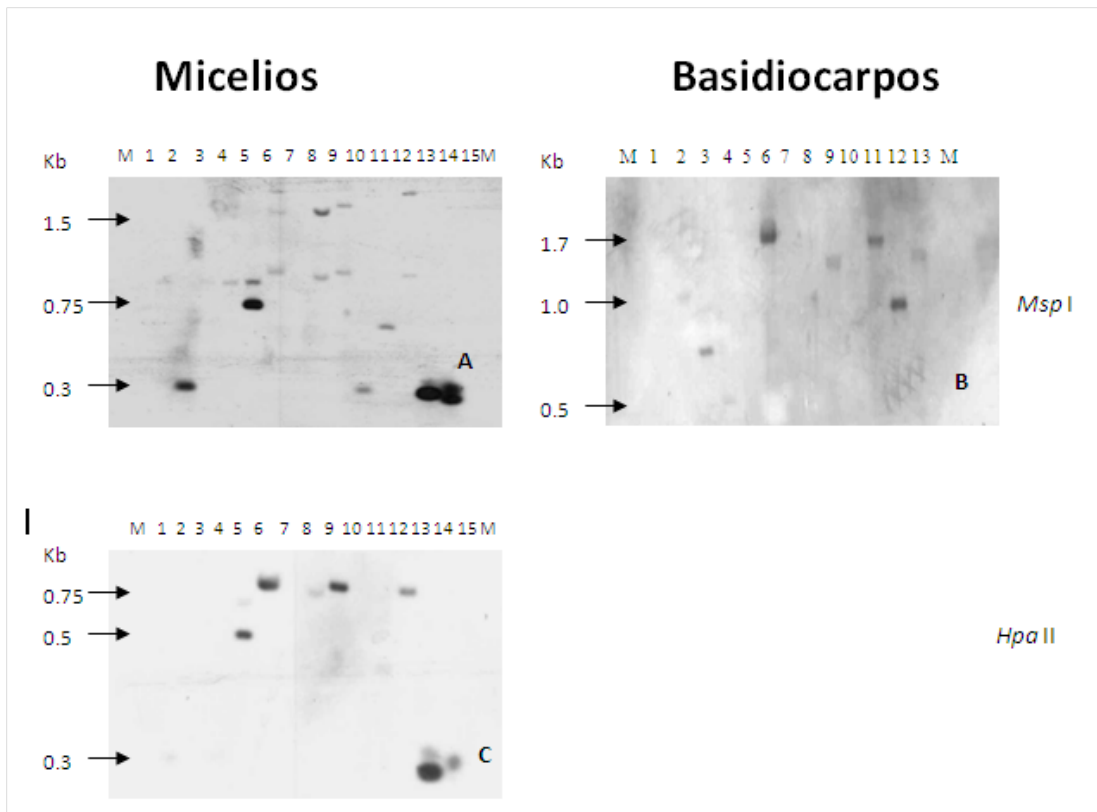 Micelios
Basidiocarpos
Kb M 1 2 3 4 5 6 7 8 9 10 11 12 13 14 15M
1.5
0.75
0.3
A
Kb M 1 2 3 4 5 6 7 8 9 10 11 12 13 M
1.7
1.0
0.5
B
Msp I
I
M 1 2 3 4 5 6 7 8 9 10 11 12 13 14 15 M
Kb
0.75
0.5
0.3
C
Hpa II